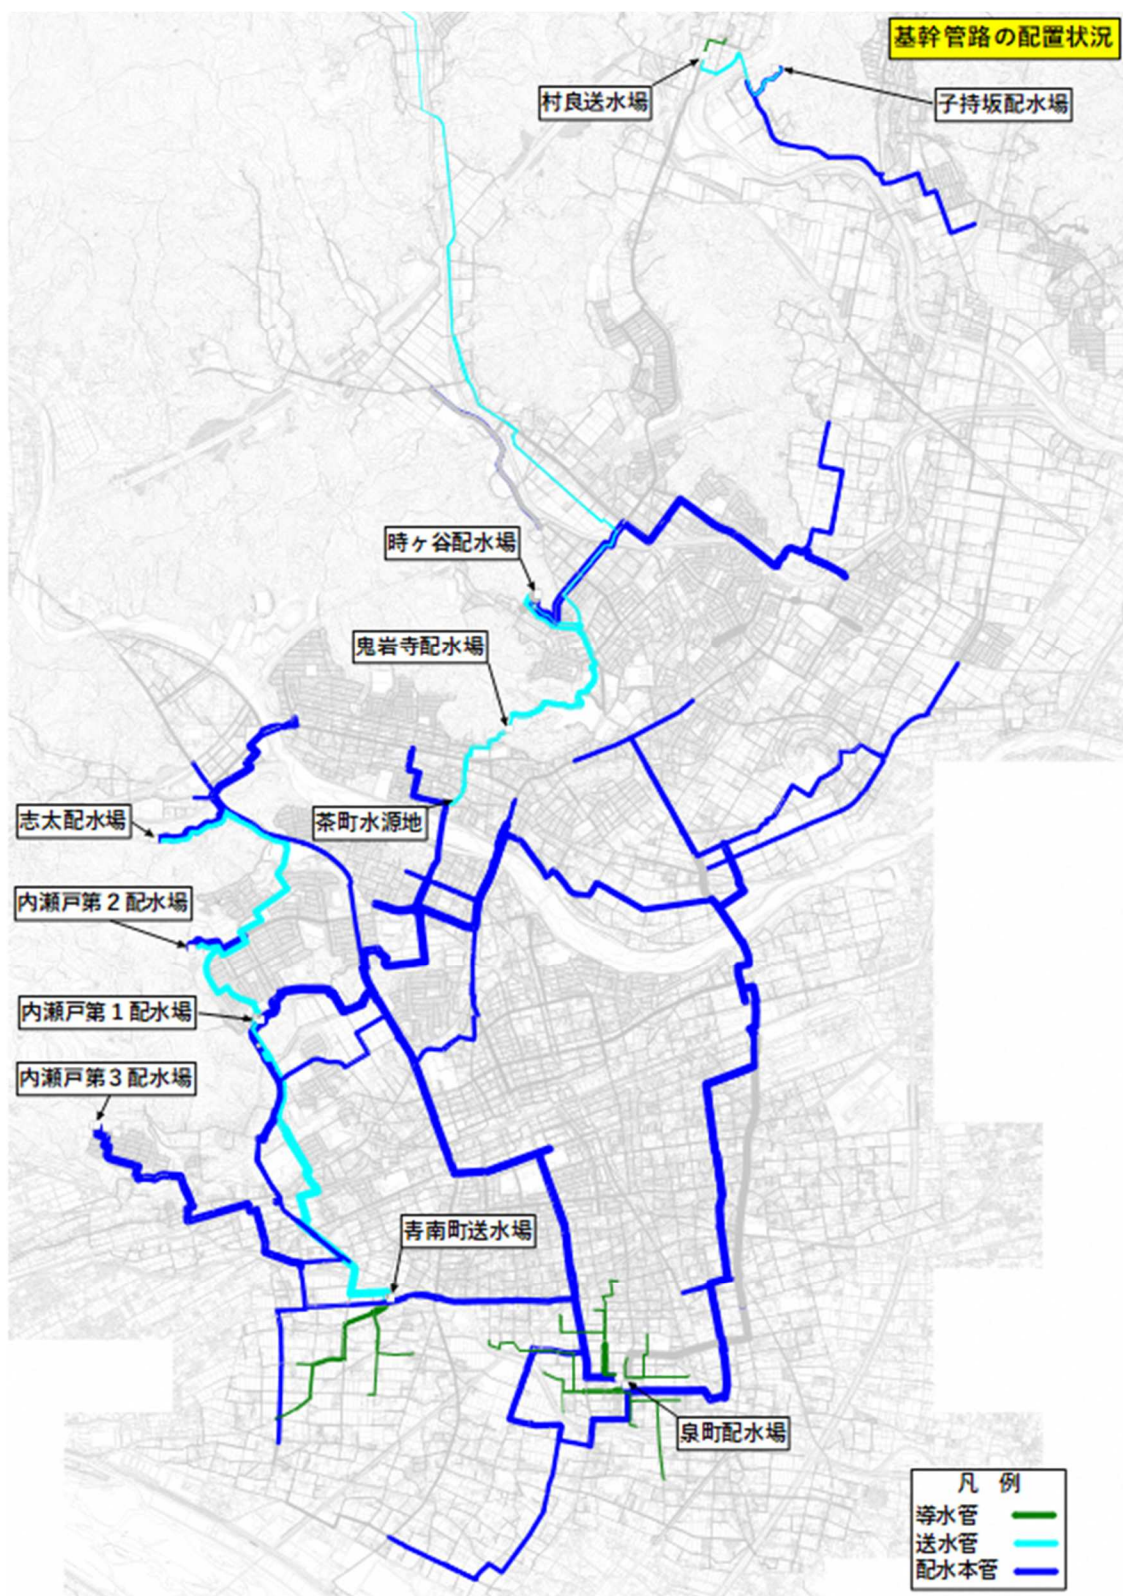 基幹管路の配置状況
村良送水場
子持坂配水場
時ヶ谷配水場
鬼岩寺配水場
志太配水場
茶町水源地
内瀬戸第２配水場
内瀬戸第１配水場
内瀬戸第３配水場
青南町送水場
泉町配水場
凡　例
導水管
送水管
配水本管